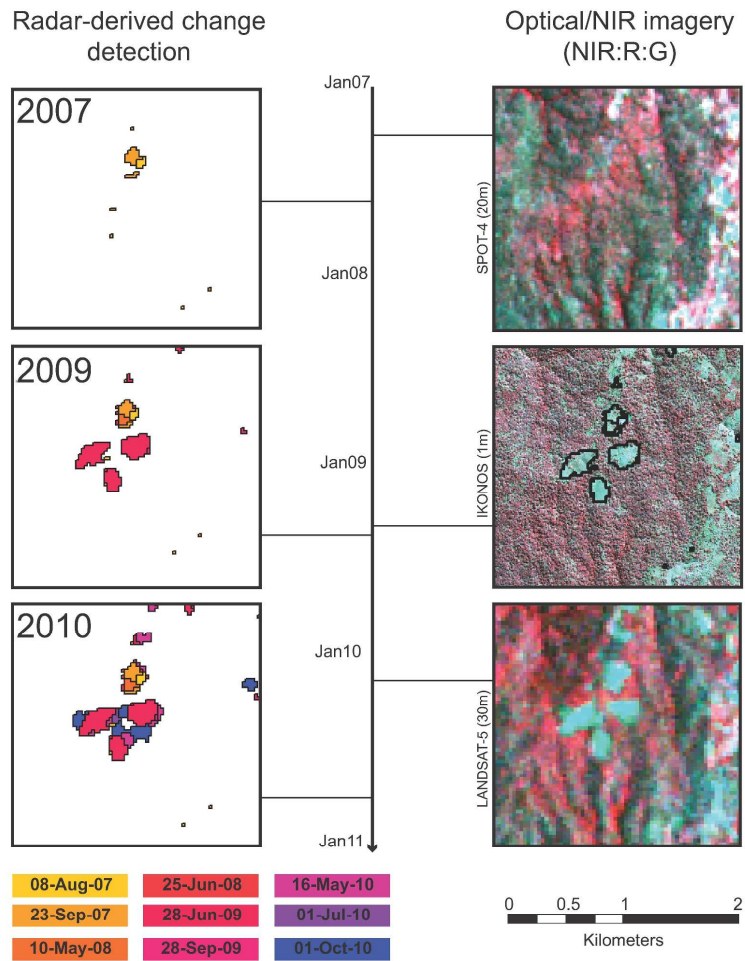 Radar-derived change
detection
Optical/NIR imagery
(NIR:R:G)
2007
Jan07
SPOT-4 (20m)
Jan08
2009
Jan09
IKONOS (1m)
2010
Jan10
LANDSAT-5 (30m)
Jan11
08-Aug-07
25-Jun-08
16-May-10
23-Sep-07
28-Jun-09
01-Jul-10
10-May-08
28-Sep-09
01-Oct-10
0 0.5 1 2
Kilometers